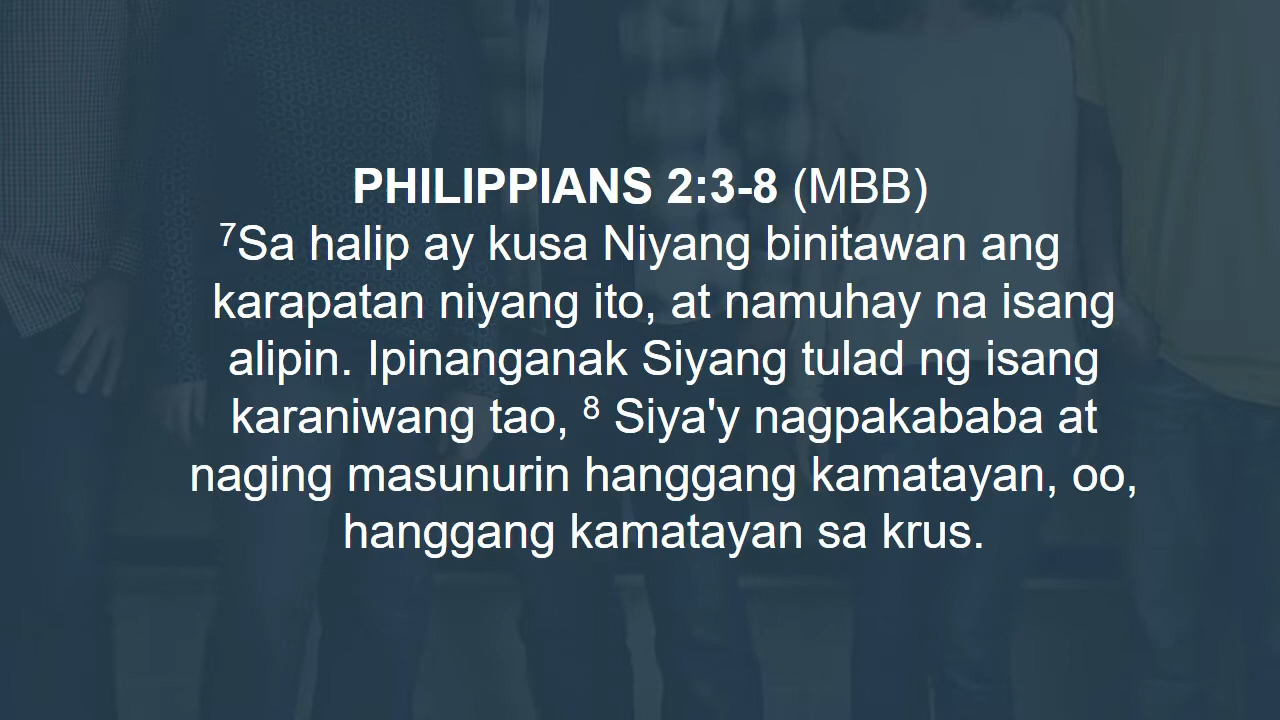 PHILIPPIANS 2:3-8 (MBB)
⁷Sa halip ay kusa Niyang binitawan ang
karapatan niyang ito, at namuhay na isang
alipin. Ipinanganak Siyang tulad ng isang
karaniwang tao, ⁸ Siya'y nagpakababa at
naging masunurin hanggang kamatayan, oo,
hanggang kamatayan sa krus.